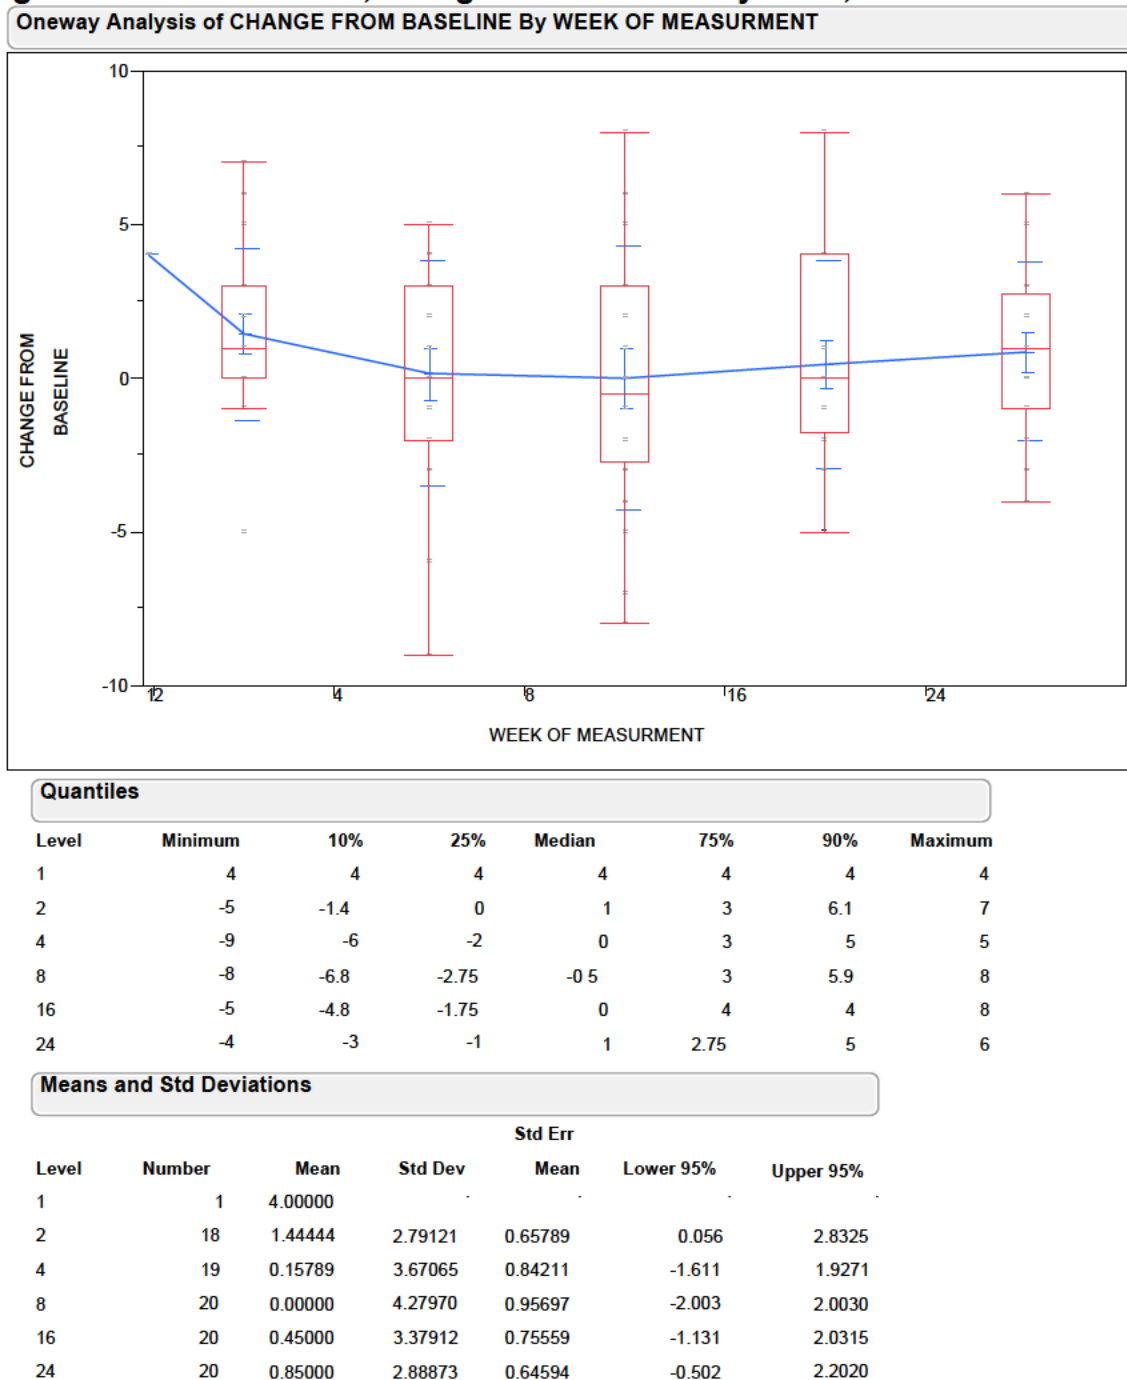 Oneway Analysis of CHANGE FROM BASELINE By WEEK OF MEASURMENT
10
5
0
-5
-10
CHANGE FROM
BASELINE
12 4 8 16 24
WEEK OF MEASURMENT
Quantiles
Level Minimum 10% 25% Median 75% 90% Maximum
1 4 4 4 4 4 4 4
2 -5 -1.4 0 1 3 6.1 7
4 -9 -6 -2 0 3 5 5
8 -8 -6.8 -2.75 -0 5 3 5.9 8
16 -5 -4.8 -1.75 0 4 4 8
24 -4 -3 -1 1 2.75 5 6
Means and Std Deviations
Std Err
Level Number Mean Std Dev Mean Lower 95% Upper 95%
1 1 4.00000 . . . .
2 18 1.44444 2.79121 0.65789 0.056 2.8325
4 19 0.15789 3.67065 0.84211 -1.611 1.9271
8 20 0.00000 4.27970 0.95697 -2.003 2.0030
16 20 0.45000 3.37912 0.75559 -1.131 2.0315
24 20 0.85000 2.88873 0.64594 -0.502 2.2020